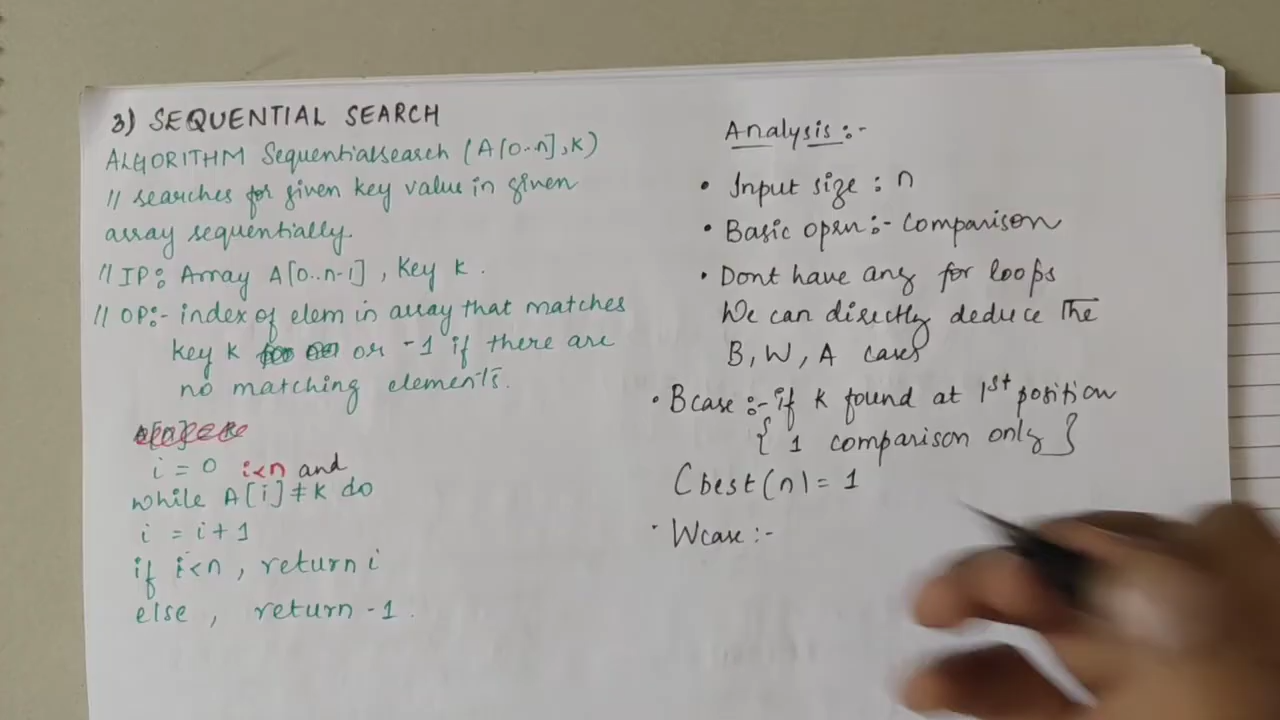 3) SEQUENTIAL SEARCH
ALGORITHM Sequentialsearch (A[0..n], K)
// searches for given key value in given
array sequentially.
// IP: Array A[0..n-1], Key k.
// OP:- index of elem in array that matches
key k or -1 if there are
no matching elements.
i = 0 i<n and
while A[i] ≠ K do
i = i+1
if i<n, return i
else, return -1.
Analysis:-
• Input size : n
• Basic opern:- Comparison
• Dont have any for loops
We can directly deduce The
B, W, A cases
• Bcase :- if K found at 1st position
{ 1 comparison only }
Cbest(n) = 1
• Wcase :-